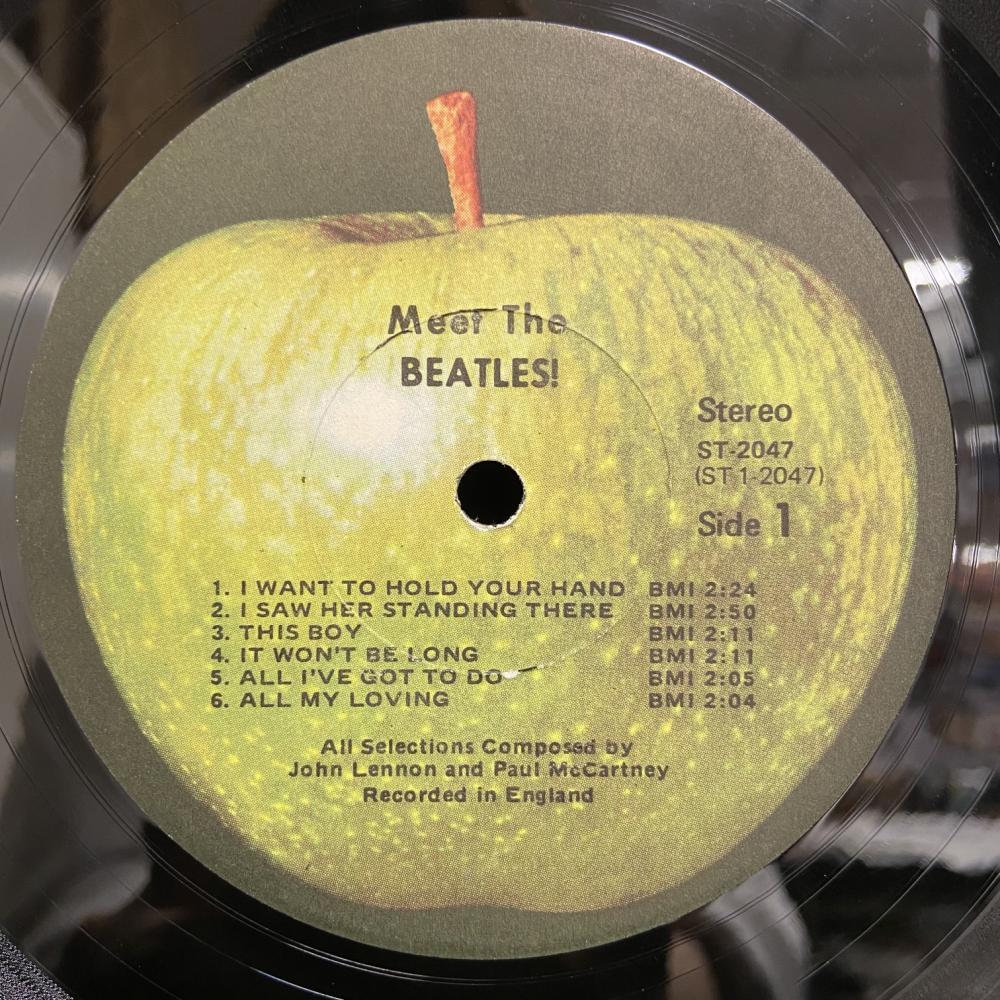 Meet The
BEATLES!
Stereo
ST-2047
(ST 1-2047)
Side 1
1. I WANT TO HOLD YOUR HAND BMI 2:24
2. I SAW HER STANDING THERE BMI 2:50
3. THIS BOY BMI 2:11
4. IT WON'T BE LONG BMI 2:11
5. ALL I'VE GOT TO DO BMI 2:05
6. ALL MY LOVING BMI 2:04
All Selections Composed by
John Lennon and Paul McCartney
Recorded in England